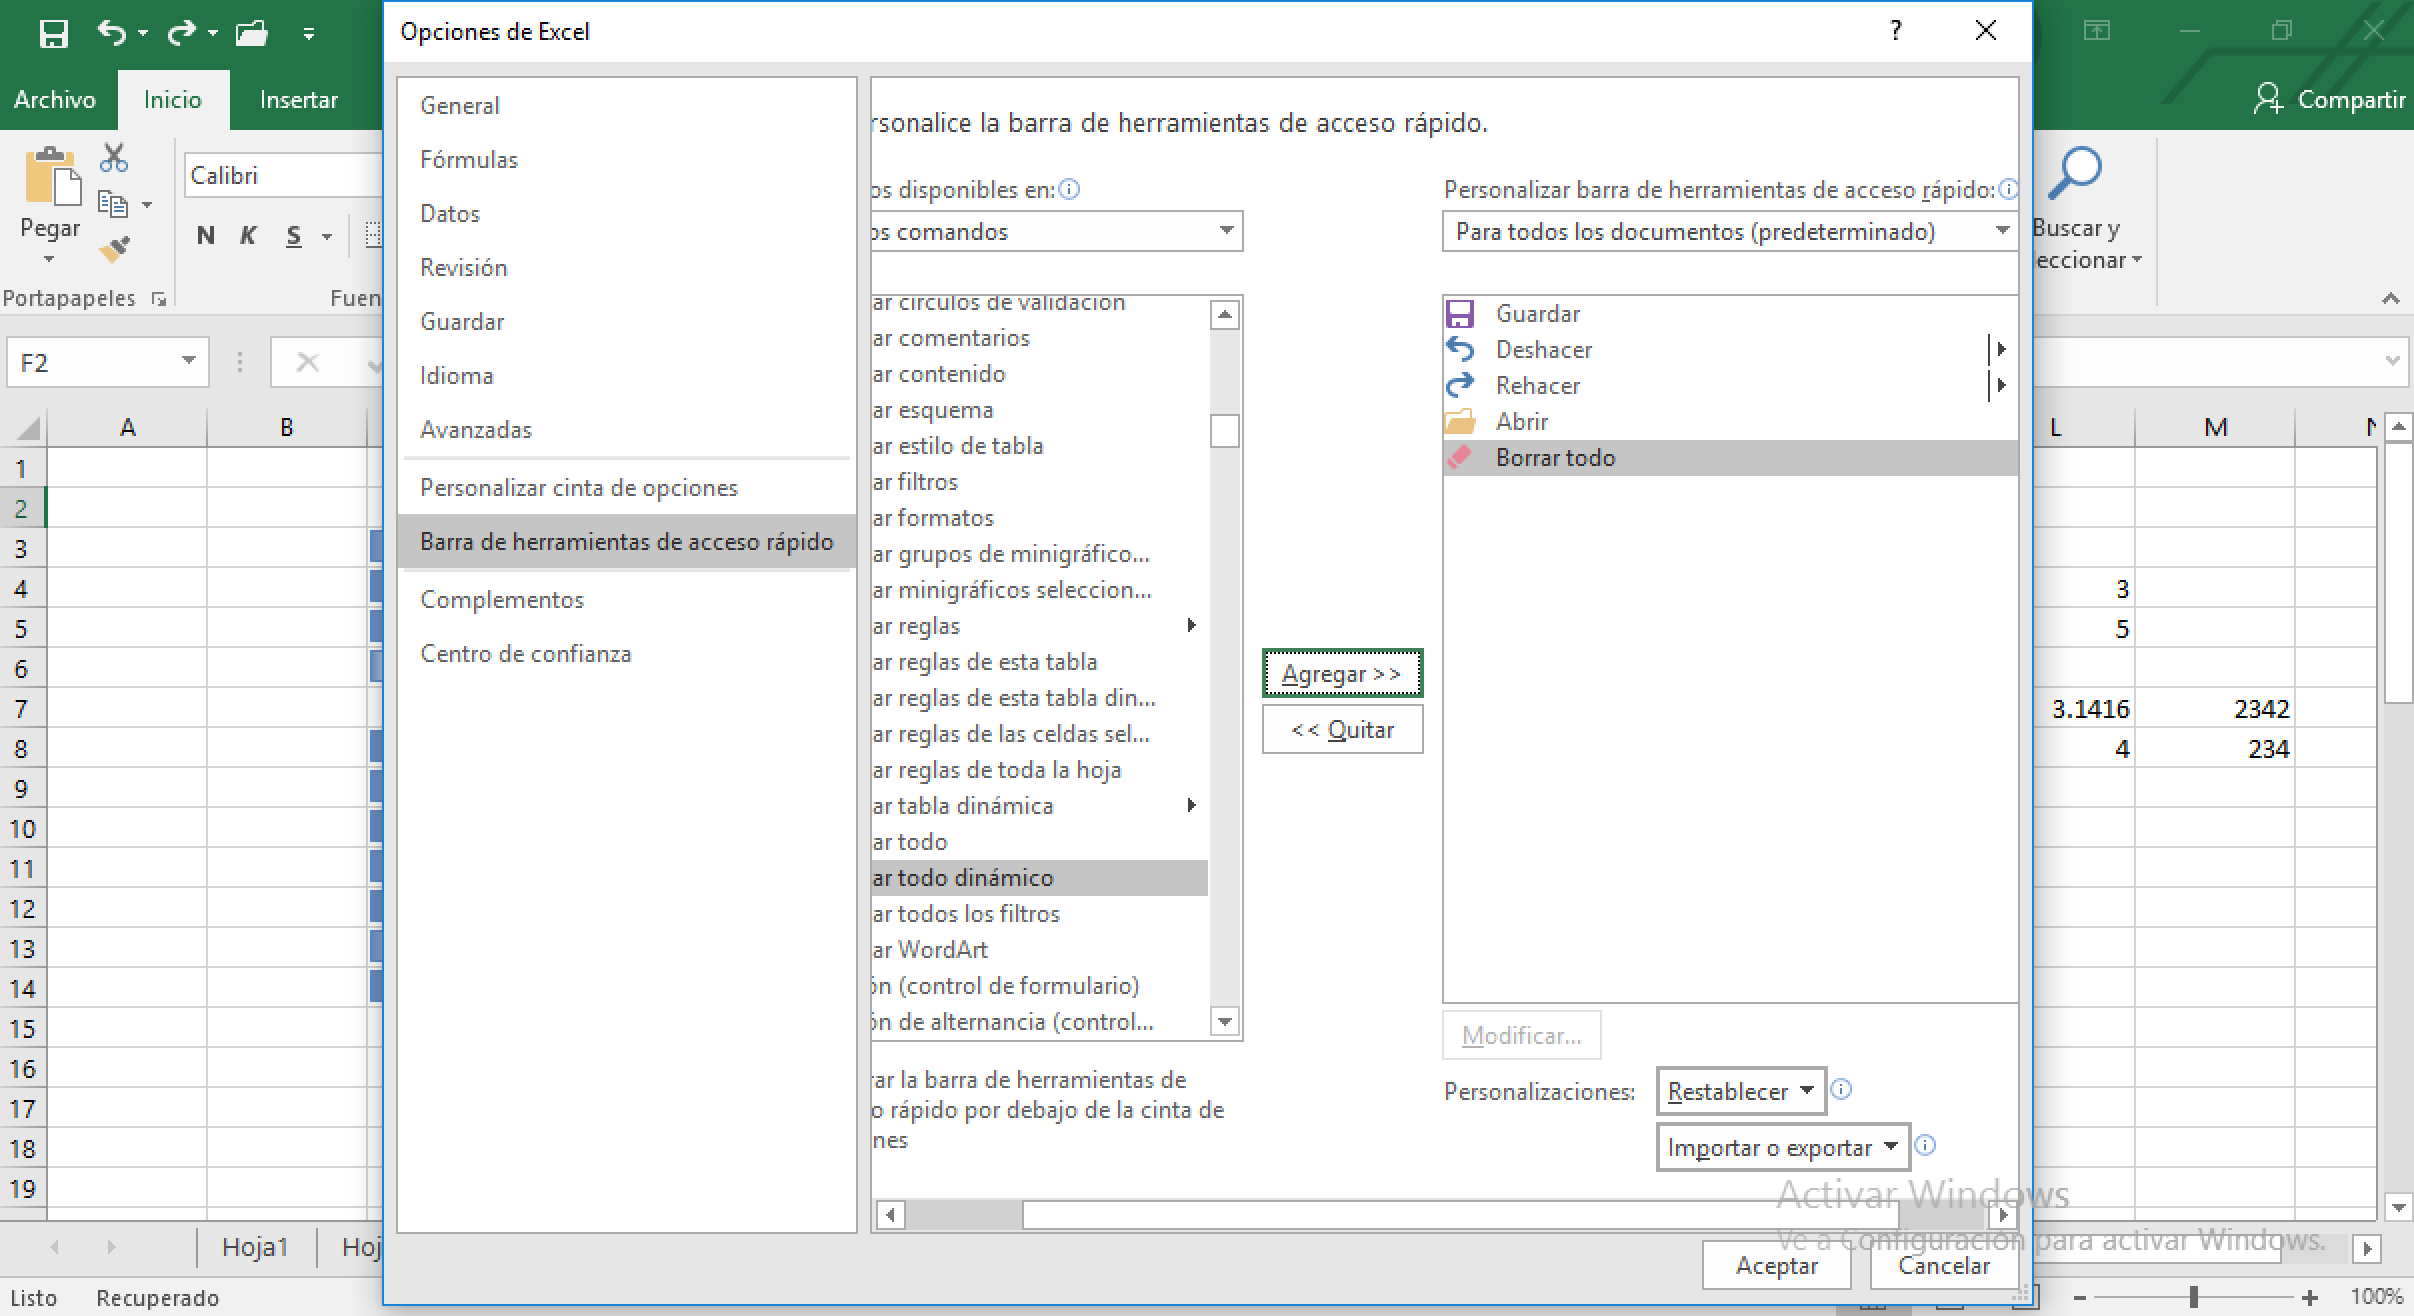 Opciones de Excel ?
Archivo Inicio Insertar Compartir
Calibri
Pegar N K S
Portapapeles Fuen
Buscar y
eccionar
F2
A B L M
1
2
3
4 3
5 5
6
7 3.1416 2342
8 4 234
9
10
11
12
13
14
15
16
17
18
19
General
Fórmulas
Datos
Revisión
Guardar
Idioma
Avanzadas
Personalizar cinta de opciones
Barra de herramientas de acceso rápido
Complementos
Centro de confianza
rsonalice la barra de herramientas de acceso rápido.
os disponibles en:
os comandos
ar círculos de validación
ar comentarios
ar contenido
ar esquema
ar estilo de tabla
ar filtros
ar formatos
ar grupos de minigráfico...
ar minigráficos seleccion...
ar reglas
ar reglas de esta tabla
ar reglas de esta tabla din...
ar reglas de las celdas sel...
ar reglas de toda la hoja
ar tabla dinámica
ar todo
ar todo dinámico
ar todos los filtros
ar WordArt
ón (control de formulario)
ón de alternancia (control...
rar la barra de herramientas de
o rápido por debajo de la cinta de
nes
Agregar >>
<< Quitar
Personalizar barra de herramientas de acceso rápido:
Para todos los documentos (predeterminado)
Guardar
Deshacer
Rehacer
Abrir
Borrar todo
Modificar...
Personalizaciones: Restablecer
Importar o exportar
Activar Windows
Ve a Configuración para activar Windows.
Aceptar Cancelar
Hoja1 Hoj
Listo Recuperado 100%